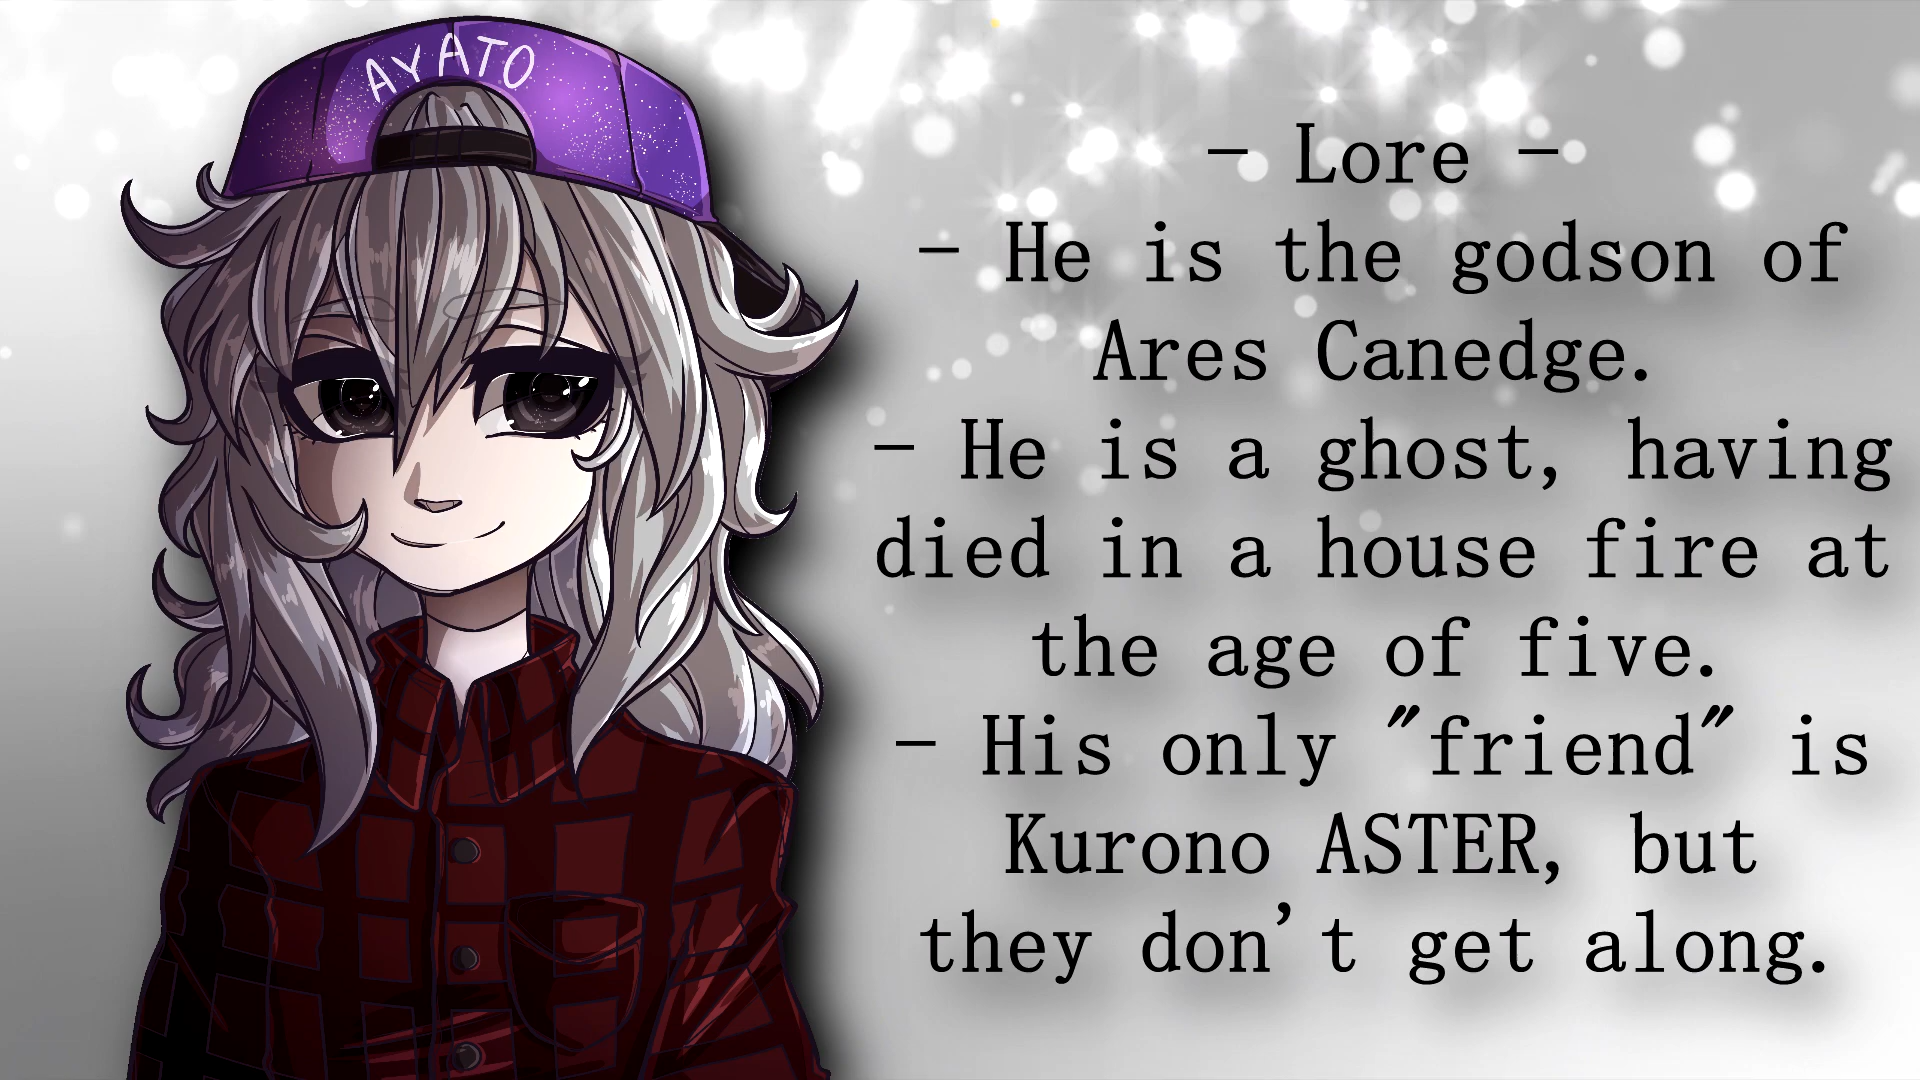 AYATO
- Lore -
- He is the godson of
Ares Canedge.
- He is a ghost, having
died in a house fire at
the age of five.
- His only "friend" is
Kurono ASTER, but
they don't get along.